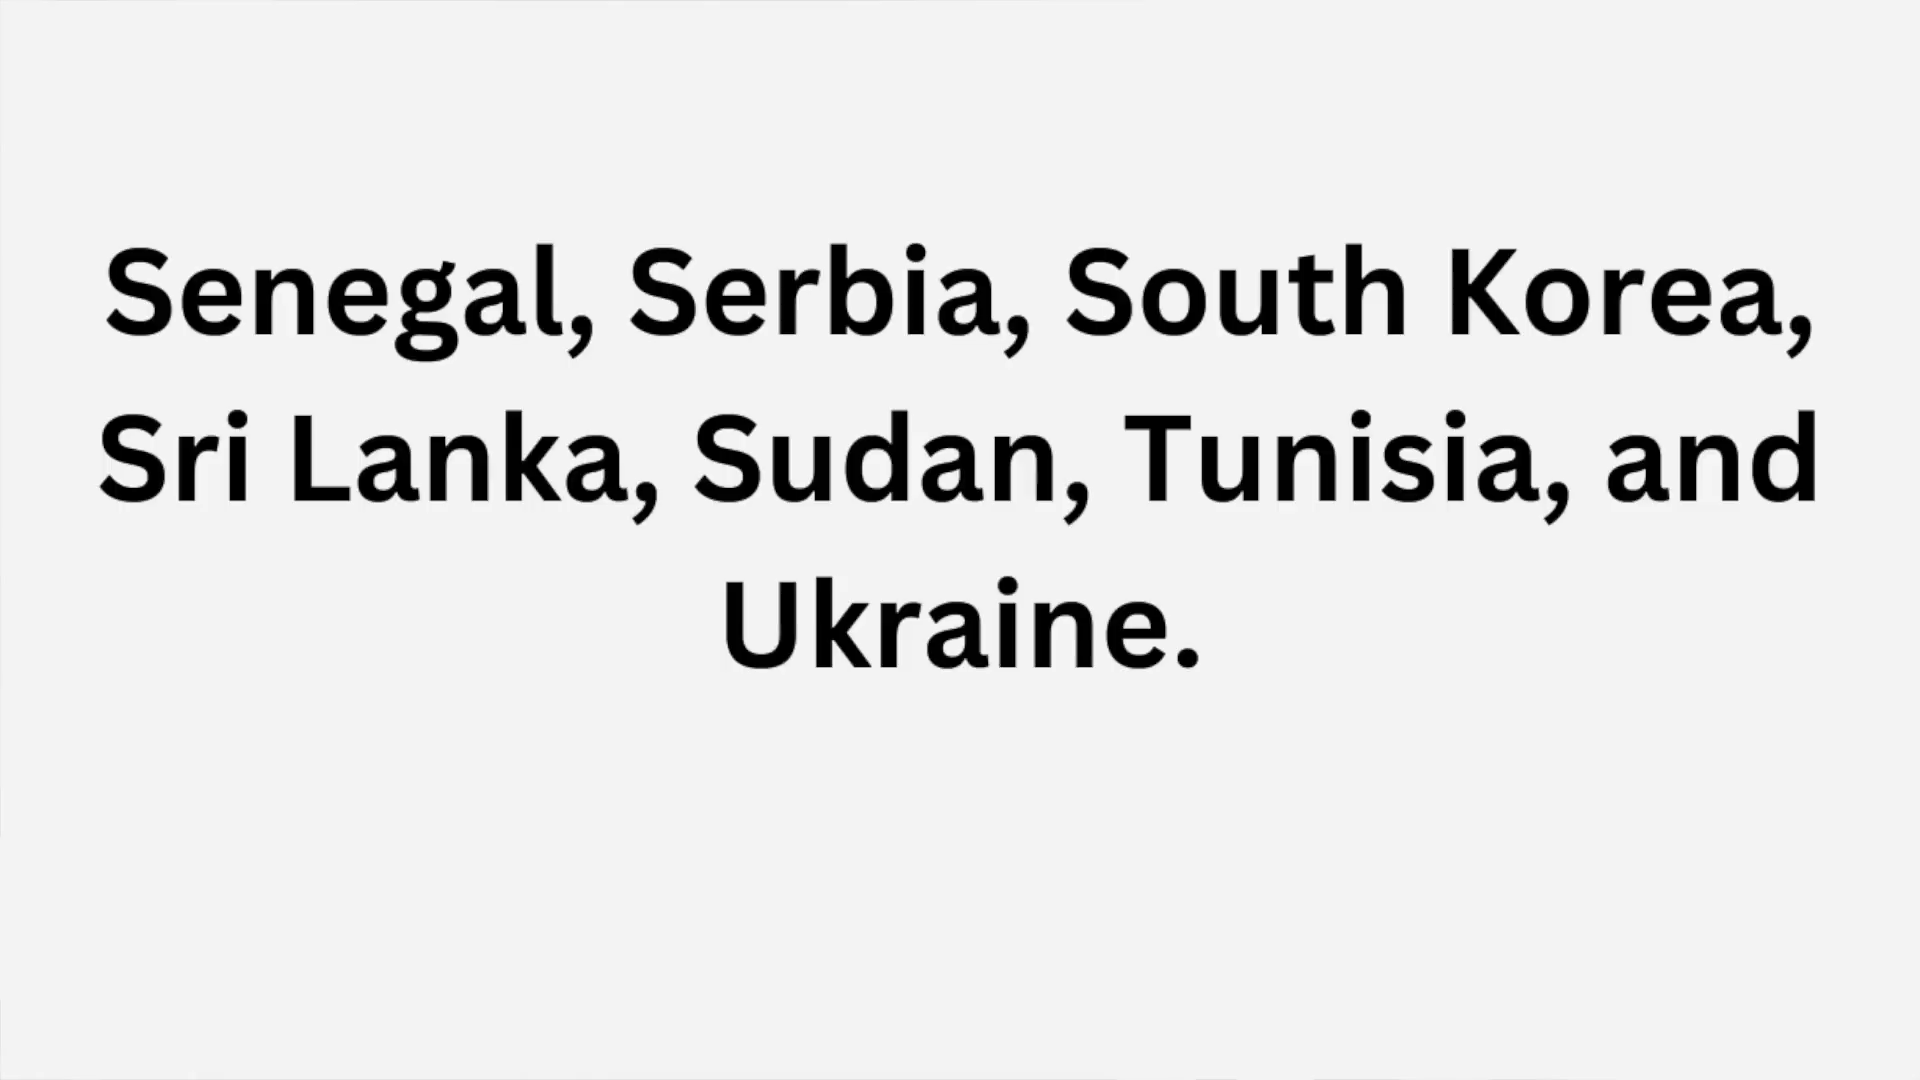 Senegal, Serbia, South Korea,
Sri Lanka, Sudan, Tunisia, and
Ukraine.